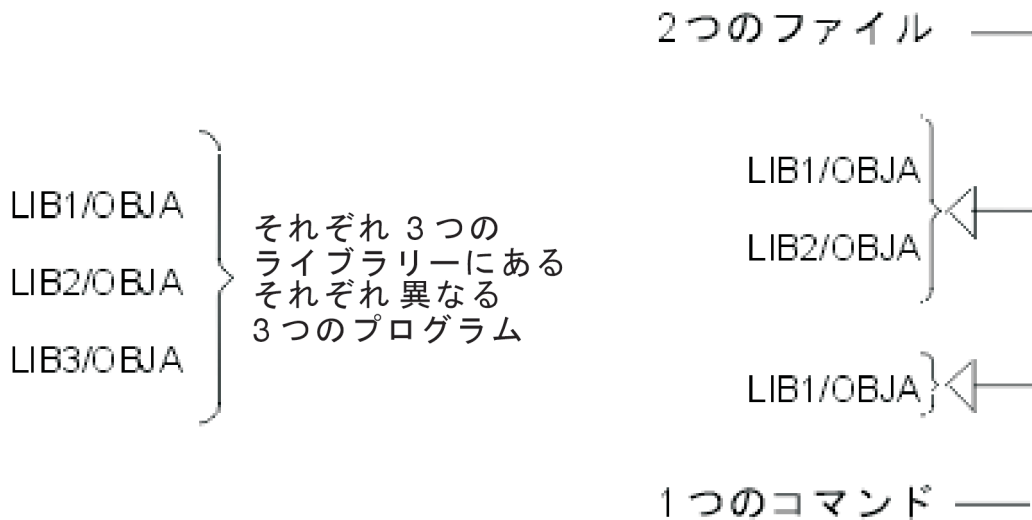 LIB1/OBJA
LIB2/OBJA
LIB3/OBJA
それぞれ 3 つの
ライブラリーにある
それぞれ 異なる
3 つのプログラム
2つのファイル
LIB1/OBJA
LIB2/OBJA
LIB1/OBJA
1つのコマンド